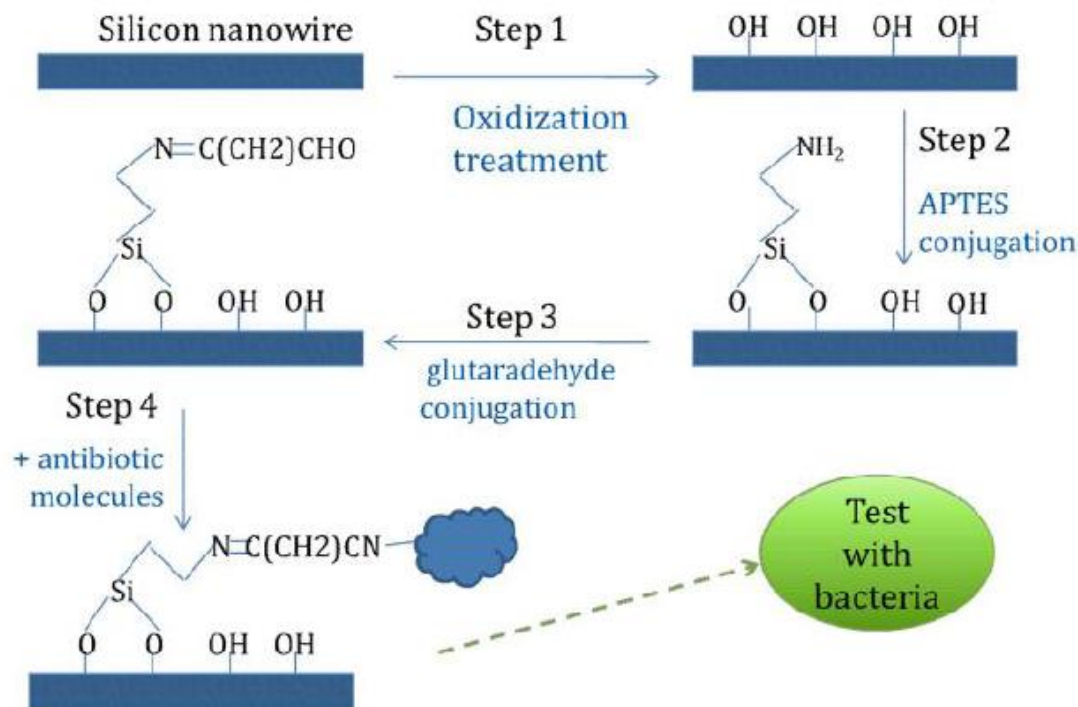 Silicon nanowire
Step 1
Oxidization
treatment
OH OH OH OH
Step 2
APTES
conjugation
NH₂
Si
O O OH OH
Step 3
glutaradehyde
conjugation
N=C(CH2)CHO
Si
O O OH OH
Step 4
+ antibiotic
molecules
N=C(CH2)CN
Si
O O OH OH
Test
with
bacteria